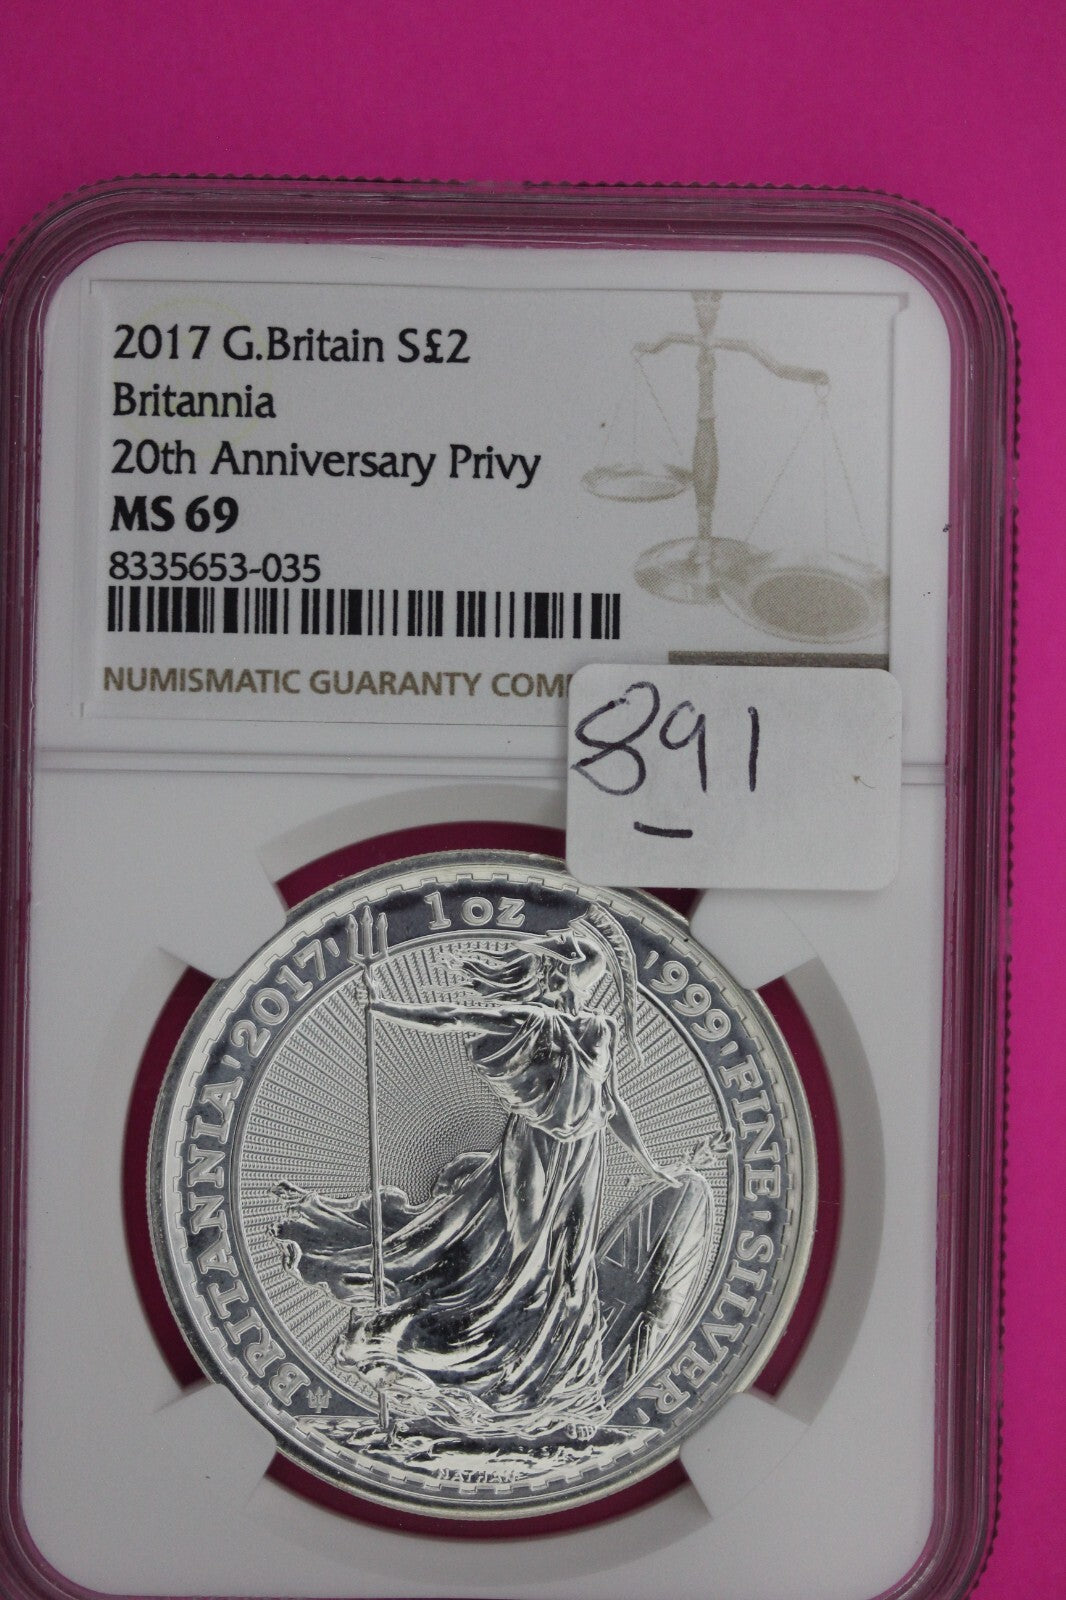 2017 G.Britain S£2
Britannia
20th Anniversary Privy
MS 69
8335653-035
NUMISMATIC GUARANTY COM
891
BRITANNIA ' 2017 ' 1 OZ ' 999 ' FINE ' SILVER '
NATHAN